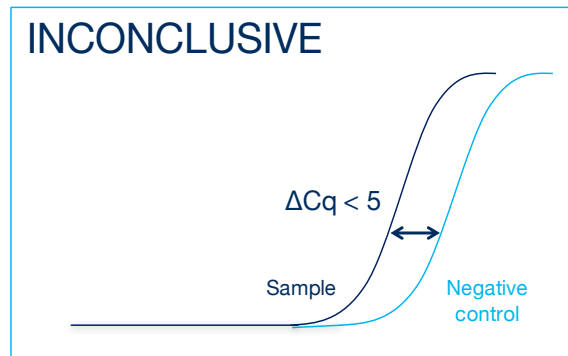 INCONCLUSIVE
ΔCq < 5
Sample
Negative
control